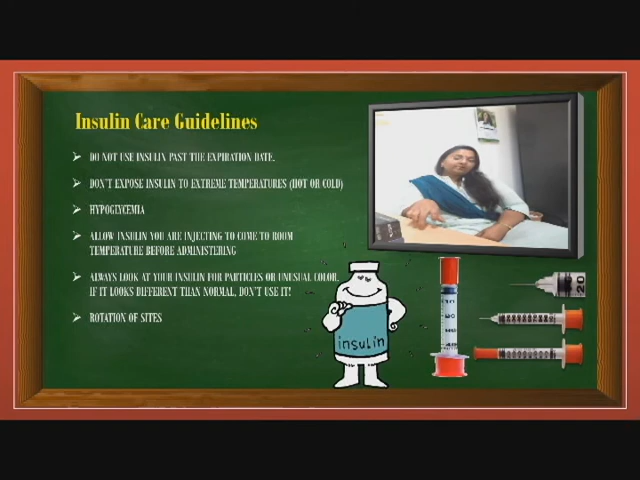 Insulin Care Guidelines
DO NOT USE INSULIN PAST THE EXPIRATION DATE.
DON'T EXPOSE INSULIN TO EXTREME TEMPERATURES (HOT OR COLD)
HYPOGLYCEMIA
ALLOW INSULIN YOU ARE INJECTING TO COME TO ROOM
TEMPERATURE BEFORE ADMINISTERING
ALWAYS LOOK AT YOUR INSULIN FOR PARTICLES OR UNUSUAL COLOR.
IF IT LOOKS DIFFERENT THAN NORMAL, DON'T USE IT!
ROTATION OF SITES
insulin
20